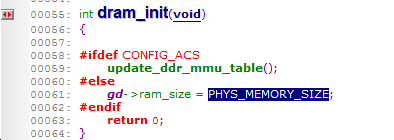 00055: int dram_init(void)
00056: {
00057:
00058: #ifdef CONFIG_ACS
00059: update_ddr_mmu_table();
00060: #else
00061: gd->ram_size = PHYS_MEMORY_SIZE;
00062: #endif
00063: return 0;
00064: }